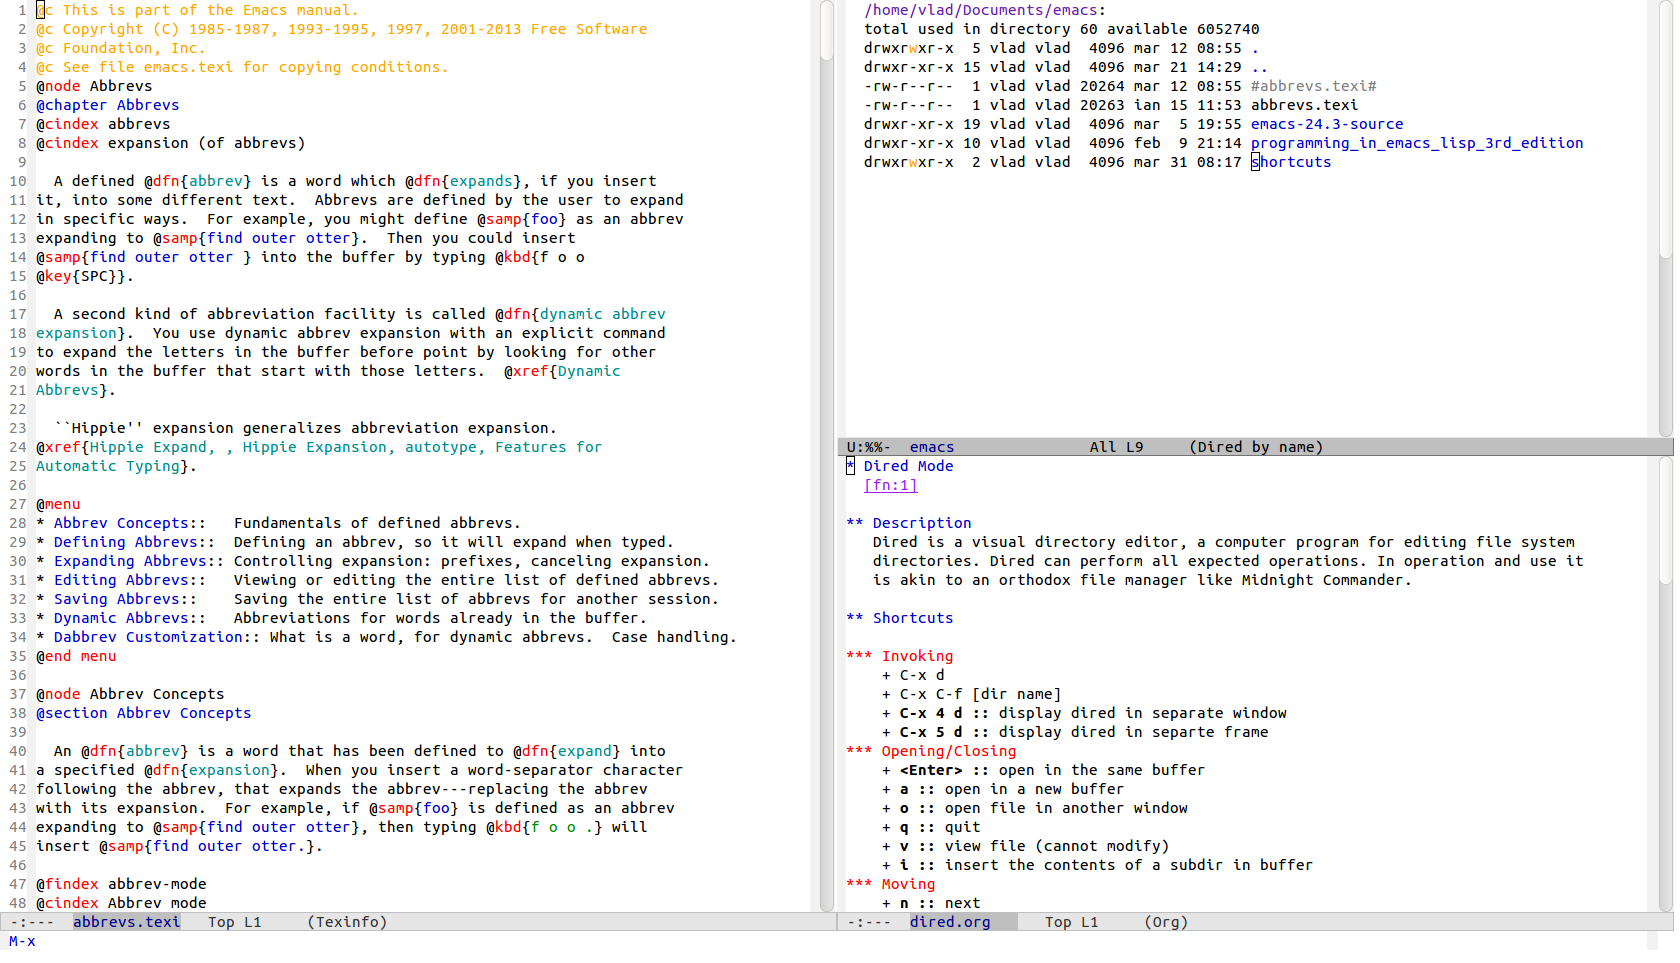 1 @c This is part of the Emacs manual.
2 @c Copyright (C) 1985-1987, 1993-1995, 1997, 2001-2013 Free Software
3 @c Foundation, Inc.
4 @c See file emacs.texi for copying conditions.
5 @node Abbrevs
6 @chapter Abbrevs
7 @cindex abbrevs
8 @cindex expansion (of abbrevs)
9
10   A defined @dfn{abbrev} is a word which @dfn{expands}, if you insert
11 it, into some different text.  Abbrevs are defined by the user to expand
12 in specific ways.  For example, you might define @samp{foo} as an abbrev
13 expanding to @samp{find outer otter}.  Then you could insert
14 @samp{find outer otter } into the buffer by typing @kbd{f o o
15 @key{SPC}}.
16
17   A second kind of abbreviation facility is called @dfn{dynamic abbrev
18 expansion}.  You use dynamic abbrev expansion with an explicit command
19 to expand the letters in the buffer before point by looking for other
20 words in the buffer that start with those letters.  @xref{Dynamic
21 Abbrevs}.
22
23   ``Hippie'' expansion generalizes abbreviation expansion.
24 @xref{Hippie Expand, , Hippie Expansion, autotype, Features for
25 Automatic Typing}.
26
27 @menu
28 * Abbrev Concepts::   Fundamentals of defined abbrevs.
29 * Defining Abbrevs::  Defining an abbrev, so it will expand when typed.
30 * Expanding Abbrevs:: Controlling expansion: prefixes, canceling expansion.
31 * Editing Abbrevs::   Viewing or editing the entire list of defined abbrevs.
32 * Saving Abbrevs::    Saving the entire list of abbrevs for another session.
33 * Dynamic Abbrevs::   Abbreviations for words already in the buffer.
34 * Dabbrev Customization:: What is a word, for dynamic abbrevs.  Case handling.
35 @end menu
36
37 @node Abbrev Concepts
38 @section Abbrev Concepts
39
40   An @dfn{abbrev} is a word that has been defined to @dfn{expand} into
41 a specified @dfn{expansion}.  When you insert a word-separator character
42 following the abbrev, that expands the abbrev---replacing the abbrev
43 with its expansion.  For example, if @samp{foo} is defined as an abbrev
44 expanding to @samp{find outer otter}, then typing @kbd{f o o .} will
45 insert @samp{find outer otter.}.
46
47 @findex abbrev-mode
48 @cindex Abbrev mode
-:---  abbrevs.texi   Top L1     (Texinfo)
M-x
/home/vlad/Documents/emacs:
total used in directory 60 available 6052740
drwxrwxr-x  5 vlad vlad  4096 mar 12 08:55 .
drwxr-xr-x 15 vlad vlad  4096 mar 21 14:29 ..
-rw-r--r--  1 vlad vlad 20264 mar 12 08:55 #abbrevs.texi#
-rw-r--r--  1 vlad vlad 20263 ian 15 11:53 abbrevs.texi
drwxr-xr-x 19 vlad vlad  4096 mar  5 19:55 emacs-24.3-source
drwxr-xr-x 10 vlad vlad  4096 feb  9 21:14 programming_in_emacs_lisp_3rd_edition
drwxrwxr-x  2 vlad vlad  4096 mar 31 08:17 shortcuts
U:%%-  emacs               All L9     (Dired by name)
* Dired Mode
[fn:1]

** Description
Dired is a visual directory editor, a computer program for editing file system
directories. Dired can perform all expected operations. In operation and use it
is akin to an orthodox file manager like Midnight Commander.

** Shortcuts

*** Invoking
+ C-x d
+ C-x C-f [dir name]
+ C-x 4 d :: display dired in separate window
+ C-x 5 d :: display dired in separte frame
*** Opening/Closing
+ <Enter> :: open in the same buffer
+ a :: open in a new buffer
+ o :: open file in another window
+ q :: quit
+ v :: view file (cannot modify)
+ i :: insert the contents of a subdir in buffer
*** Moving
+ n :: next
-:---  dired.org      Top L1     (Org)